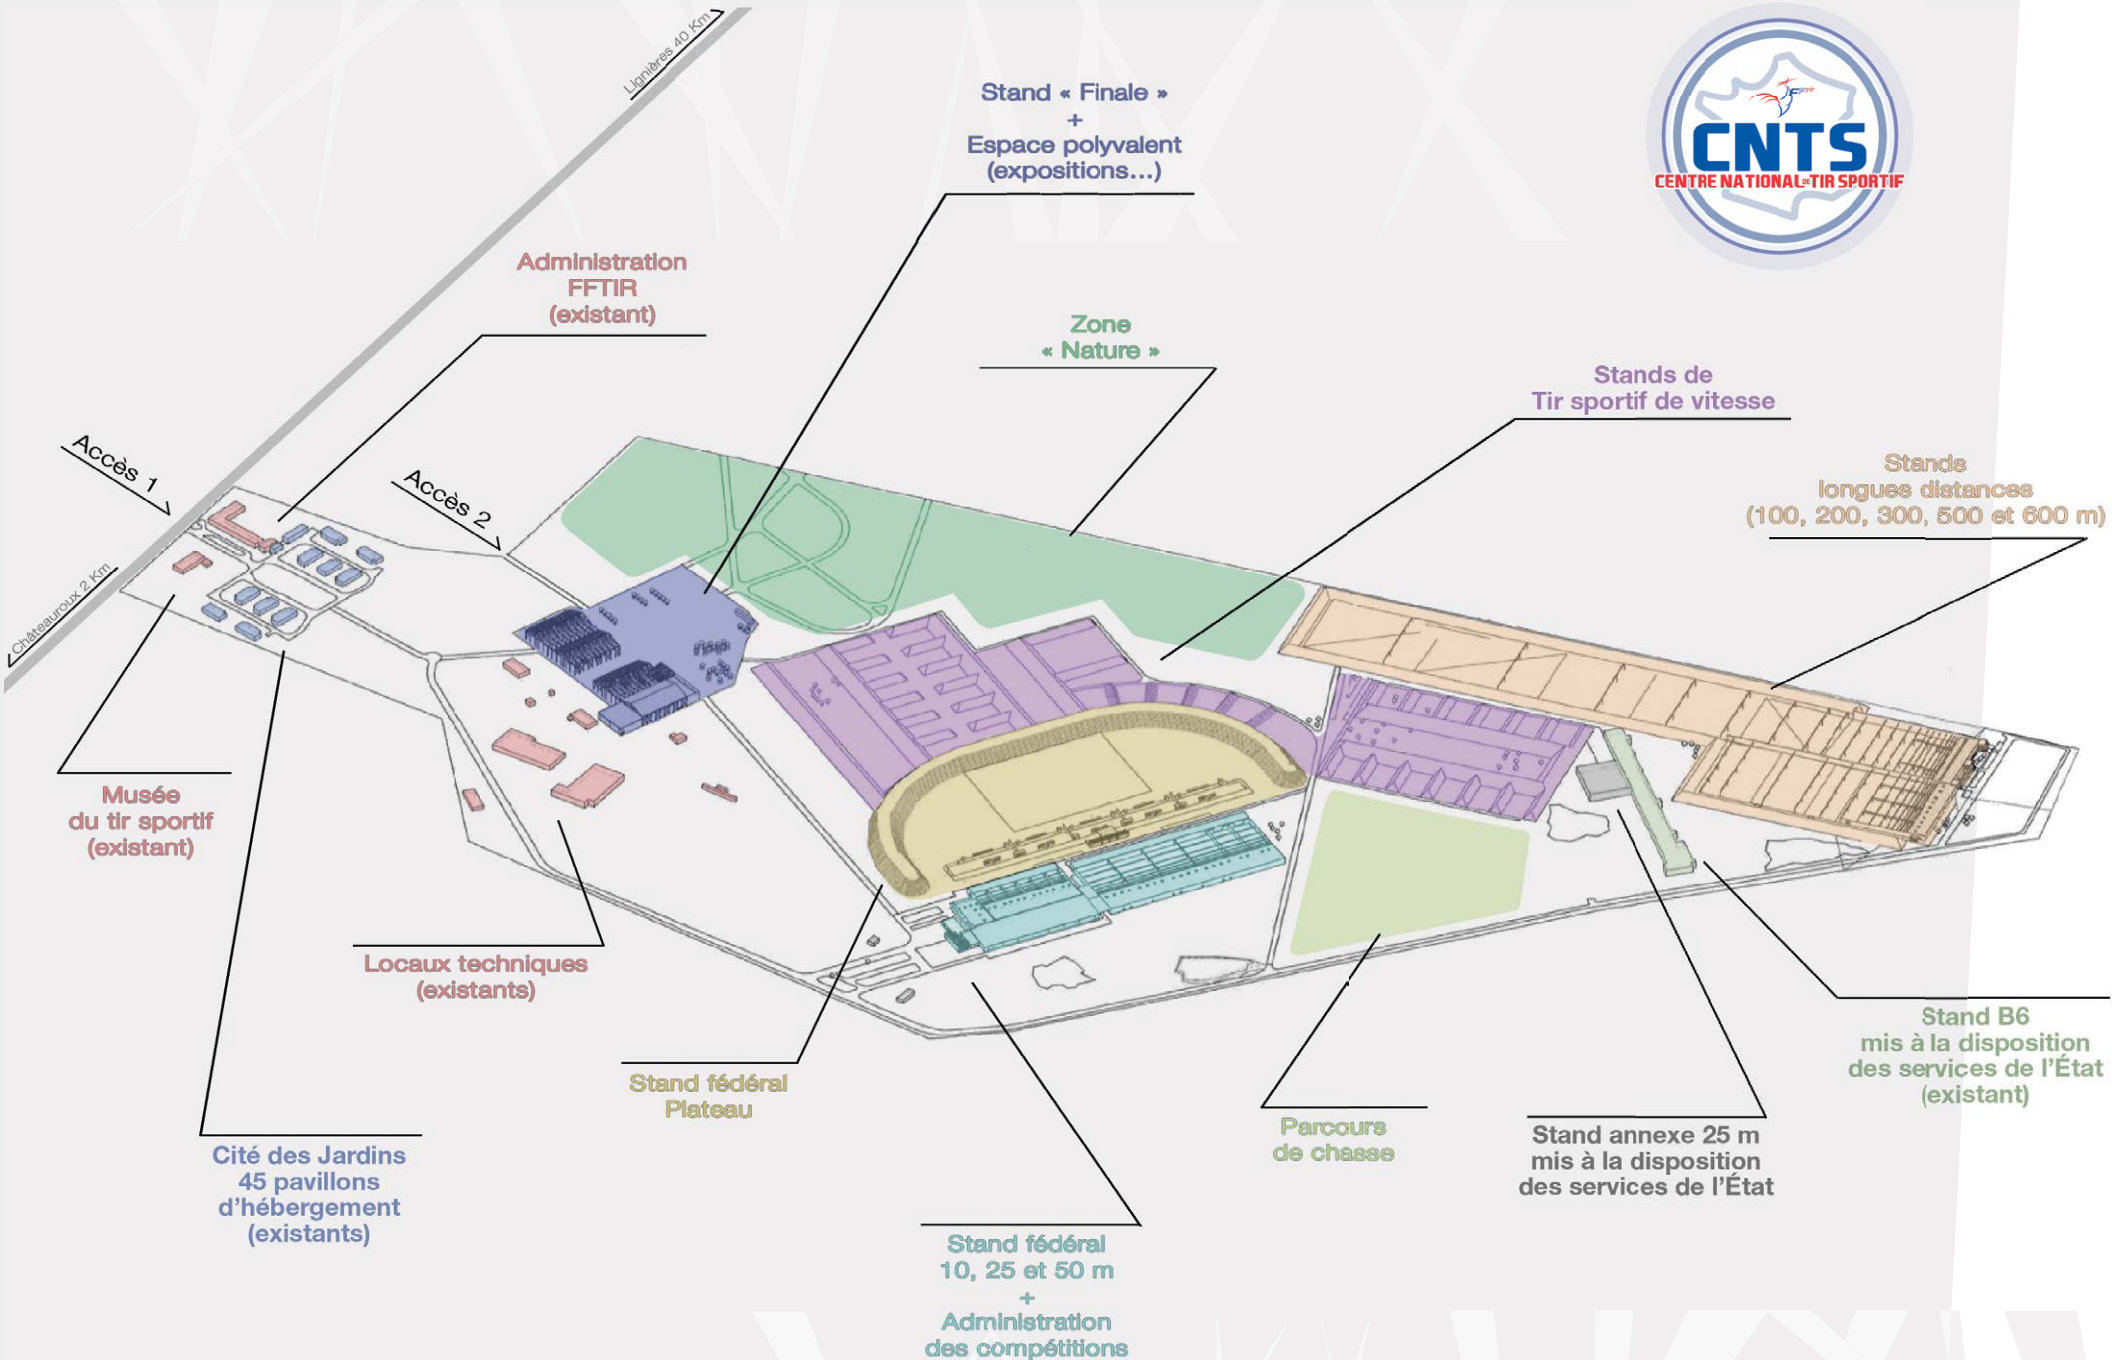 Lignières 40 Km
Stand « Finale »
+
Espace polyvalent
(expositions...)
CNTS
CENTRE NATIONAL DE TIR SPORTIF
Administration
FFTIR
(existant)
Zone
« Nature »
Stands de
Tir sportif de vitesse
Stands
longues distances
(100, 200, 300, 500 et 600 m)
Accès 1
Accès 2
Châteauroux 2 Km
Musée
du tir sportif
(existant)
Locaux techniques
(existants)
Stand fédéral
Plateau
Cité des Jardins
45 pavillons
d'hébergement
(existants)
Stand fédéral
10, 25 et 50 m
+
Administration
des compétitions
Parcours
de chasse
Stand annexe 25 m
mis à la disposition
des services de l'État
Stand B6
mis à la disposition
des services de l'État
(existant)